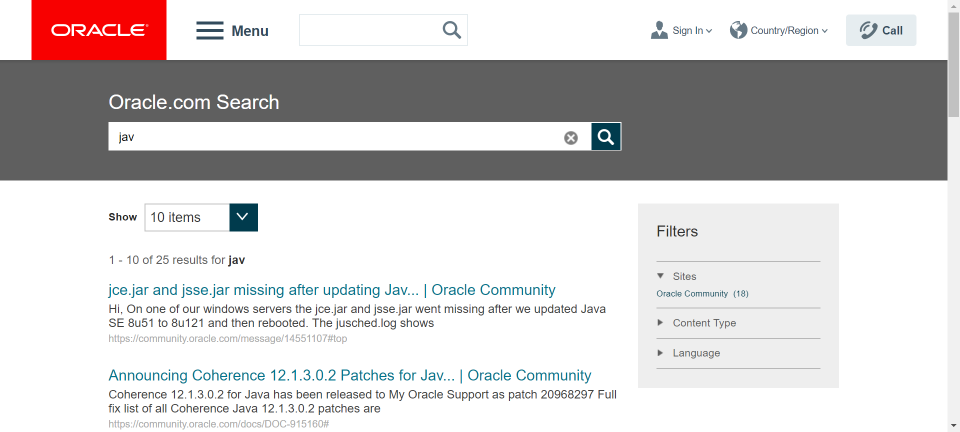 ORACLE
Menu
Sign In
Country/Region
Call
Oracle.com Search
jav
Show
10 items
1 - 10 of 25 results for jav
jce.jar and jsse.jar missing after updating Jav... | Oracle Community
Hi, On one of our windows servers the jce.jar and jsse.jar went missing after we updated Java
SE 8u51 to 8u121 and then rebooted. The jusched.log shows
https://community.oracle.com/message/14551107#top
Announcing Coherence 12.1.3.0.2 Patches for Jav... | Oracle Community
Coherence 12.1.3.0.2 for Java has been released to My Oracle Support as patch 20968297 Full
fix list of all Coherence Java 12.1.3.0.2 patches are
https://community.oracle.com/docs/DOC-915160#
Filters
Sites
Oracle Community (18)
Content Type
Language